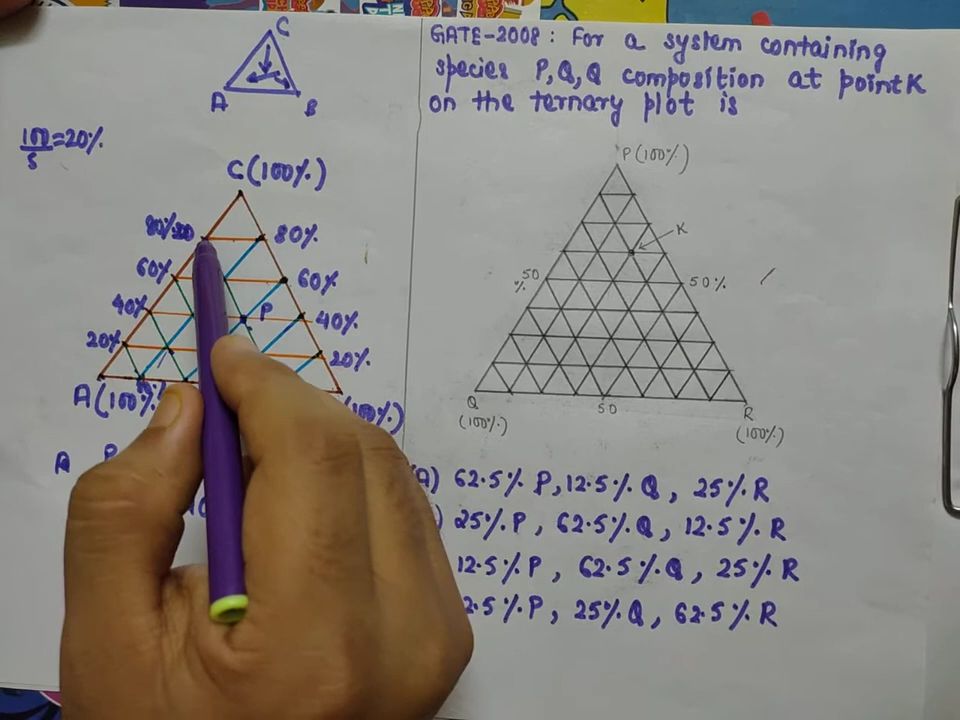 C
A
B
100/5=20%
C(100%)
80%
60%
60%
40%
40%
20%
20%
P
A(100%)
100%)
A
GATE-2008: For a system containing
species P,Q,Q composition at point K
on the ternary plot is
P(100%)
K
50
%
50%
Q
(100%)
50
R
(100%)
A) 62.5% P, 12.5% Q, 25% R
) 25% P, 62.5% Q, 12.5% R
12.5% P, 62.5% Q, 25% R
2.5% P, 25% Q, 62.5% R